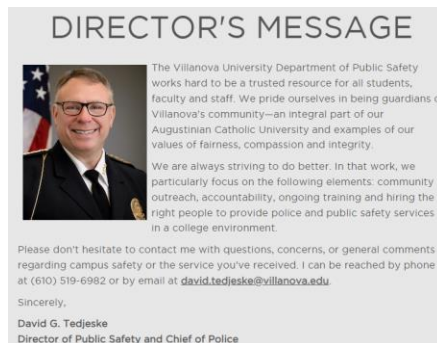 DIRECTOR'S MESSAGE
The Villanova University Department of Public Safety
works hard to be a trusted resource for all students,
faculty and staff. We pride ourselves in being guardians
Villanova's community—an integral part of our
Augustinian Catholic University and examples of our
values of fairness, compassion and integrity.
We are always striving to do better. In that work, we
particularly focus on the following elements: community
outreach, accountability, ongoing training and hiring the
right people to provide police and public safety services
in a college environment.
Please don't hesitate to contact me with questions, concerns, or general comments
regarding campus safety or the service you've received. I can be reached by phone
at (610) 519-6982 or by email at david.tedjeske@villanova.edu.
Sincerely,
David G. Tedjeske
Director of Public Safety and Chief of Police